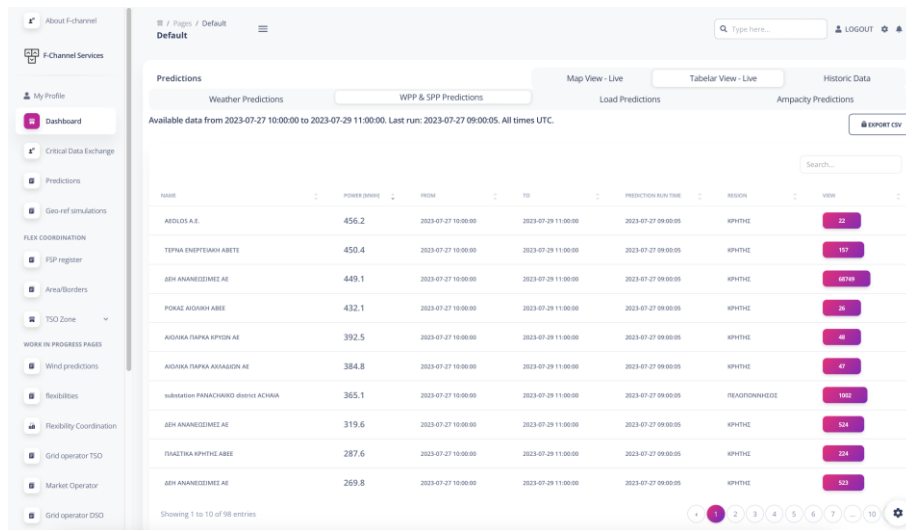 About F-channel
田 / Pages / Default
Default
Type here...
LOGOUT
F-Channel Services
My Profile
Dashboard
Critical Data Exchange
Predictions
Geo-ref simulations
FLEX COORDINATION
FSP register
Area/Borders
TSO Zone
WORK IN PROGRESS PAGES
Wind predictions
flexibilities
Flexibility Coordination
Grid operator TSO
Market Operator
Grid operator DSO
Predictions
Map View - Live
Tabelar View - Live
Historic Data
Weather Predictions
WPP & SPP Predictions
Load Predictions
Ampacity Predictions
Available data from 2023-07-27 10:00:00 to 2023-07-29 11:00:00. Last run: 2023-07-27 09:00:05. All times UTC.
EXPORT CSV
Search...
NAME POWER [MWH] FROM TO PREDICTION RUN TIME REGION VIEW
AEOLOS A.E. 456.2 2023-07-27 10:00:00 2023-07-29 11:00:00 2023-07-27 09:00:05 ΚΡΗΤΗΣ 22
ΤΕΡΝΑ ΕΝΕΡΓΕΙΑΚΗ ΑΒΕΤΕ 450.4 2023-07-27 10:00:00 2023-07-29 11:00:00 2023-07-27 09:00:05 ΚΡΗΤΗΣ 157
ΔΕΗ ΑΝΑΝΕΩΣΙΜΕΣ ΑΕ 449.1 2023-07-27 10:00:00 2023-07-29 11:00:00 2023-07-27 09:00:05 ΚΡΗΤΗΣ 68749
ΡΟΚΑΣ ΑΙΟΛΙΚΗ ΑΒΕΕ 432.1 2023-07-27 10:00:00 2023-07-29 11:00:00 2023-07-27 09:00:05 ΚΡΗΤΗΣ 26
ΑΙΟΛΙΚΑ ΠΑΡΚΑ ΚΡΥΩΝ ΑΕ 392.5 2023-07-27 10:00:00 2023-07-29 11:00:00 2023-07-27 09:00:05 ΚΡΗΤΗΣ 48
ΑΙΟΛΙΚΑ ΠΑΡΚΑ ΑΧΛΑΔΙΩΝ ΑΕ 384.8 2023-07-27 10:00:00 2023-07-29 11:00:00 2023-07-27 09:00:05 ΚΡΗΤΗΣ 47
substation PANACHAIKO district ACHAIA 365.1 2023-07-27 10:00:00 2023-07-29 11:00:00 2023-07-27 09:00:05 ΠΕΛΟΠΟΝΝΗΣΟΣ 1002
ΔΕΗ ΑΝΑΝΕΩΣΙΜΕΣ ΑΕ 319.6 2023-07-27 10:00:00 2023-07-29 11:00:00 2023-07-27 09:00:05 ΚΡΗΤΗΣ 524
ΠΛΑΣΤΙΚΑ ΚΡΗΤΗΣ ΑΒΕΕ 287.6 2023-07-27 10:00:00 2023-07-29 11:00:00 2023-07-27 09:00:05 ΚΡΗΤΗΣ 224
ΔΕΗ ΑΝΑΝΕΩΣΙΜΕΣ ΑΕ 269.8 2023-07-27 10:00:00 2023-07-29 11:00:00 2023-07-27 09:00:05 ΚΡΗΤΗΣ 523
Showing 1 to 10 of 98 entries
‹ 1 2 3 4 5 6 7 ... 10